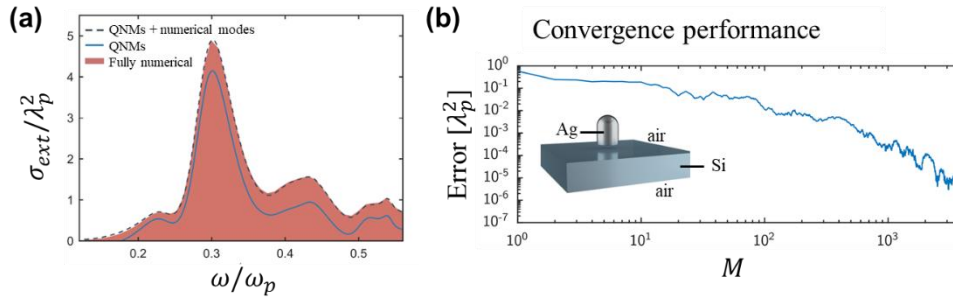 (a)
QNMs + numerical modes
QNMs
Fully numerical
5
4
3
2
1
0
σ_ext/λ_p^2
0.2 0.3 0.4 0.5
ω/ω_p
(b)
Convergence performance
10^0
10^-1
10^-2
10^-3
10^-4
10^-5
10^-6
10^-7
Error [λ_p^2]
Ag
air
Si
air
10^0 10^1 10^2 10^3
M